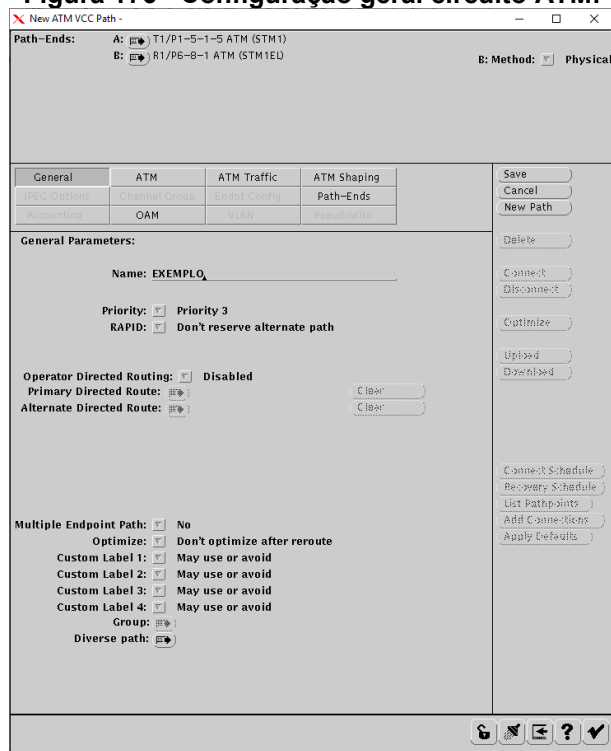 New ATM VCC Path -
Path-Ends: A: T1/P1-5-1-5 ATM (STM1)
B: R1/P6-8-1 ATM (STM1EL)
B: Method: Physical
General ATM ATM Traffic ATM Shaping
JPEG Options Channel Group Endpt Config Path-Ends
Accounting OAM VLAN PseudoWire
Save
Cancel
New Path
Delete
Connect
Disconnect
Optimize
Upload
Download
Connect Schedule
Recovery Schedule
List Pathpoints
Add Connections
Apply Defaults
General Parameters:
Name: EXEMPLO
Priority: Priority 3
RAPID: Don't reserve alternate path
Operator Directed Routing: Disabled
Primary Directed Route: Clear
Alternate Directed Route: Clear
Multiple Endpoint Path: No
Optimize: Don't optimize after reroute
Custom Label 1: May use or avoid
Custom Label 2: May use or avoid
Custom Label 3: May use or avoid
Custom Label 4: May use or avoid
Group:
Diverse path:
?